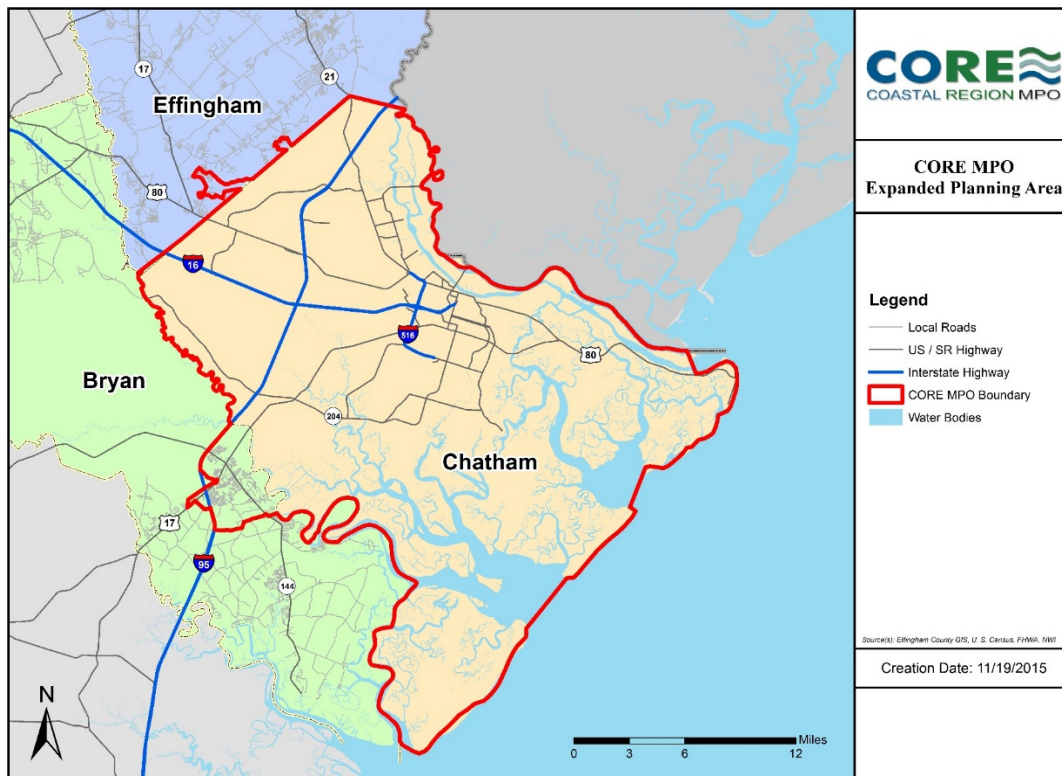 17
21
Effingham
80
16
516
80
Bryan
204
Chatham
17
95
144
N
Miles
0 3 6 12
CORE
COASTAL REGION MPO
CORE MPO
Expanded Planning Area
Legend
Local Roads
US / SR Highway
Interstate Highway
CORE MPO Boundary
Water Bodies
Source(s): Effingham County GIS, U. S. Census, FHWA, NWI
Creation Date: 11/19/2015